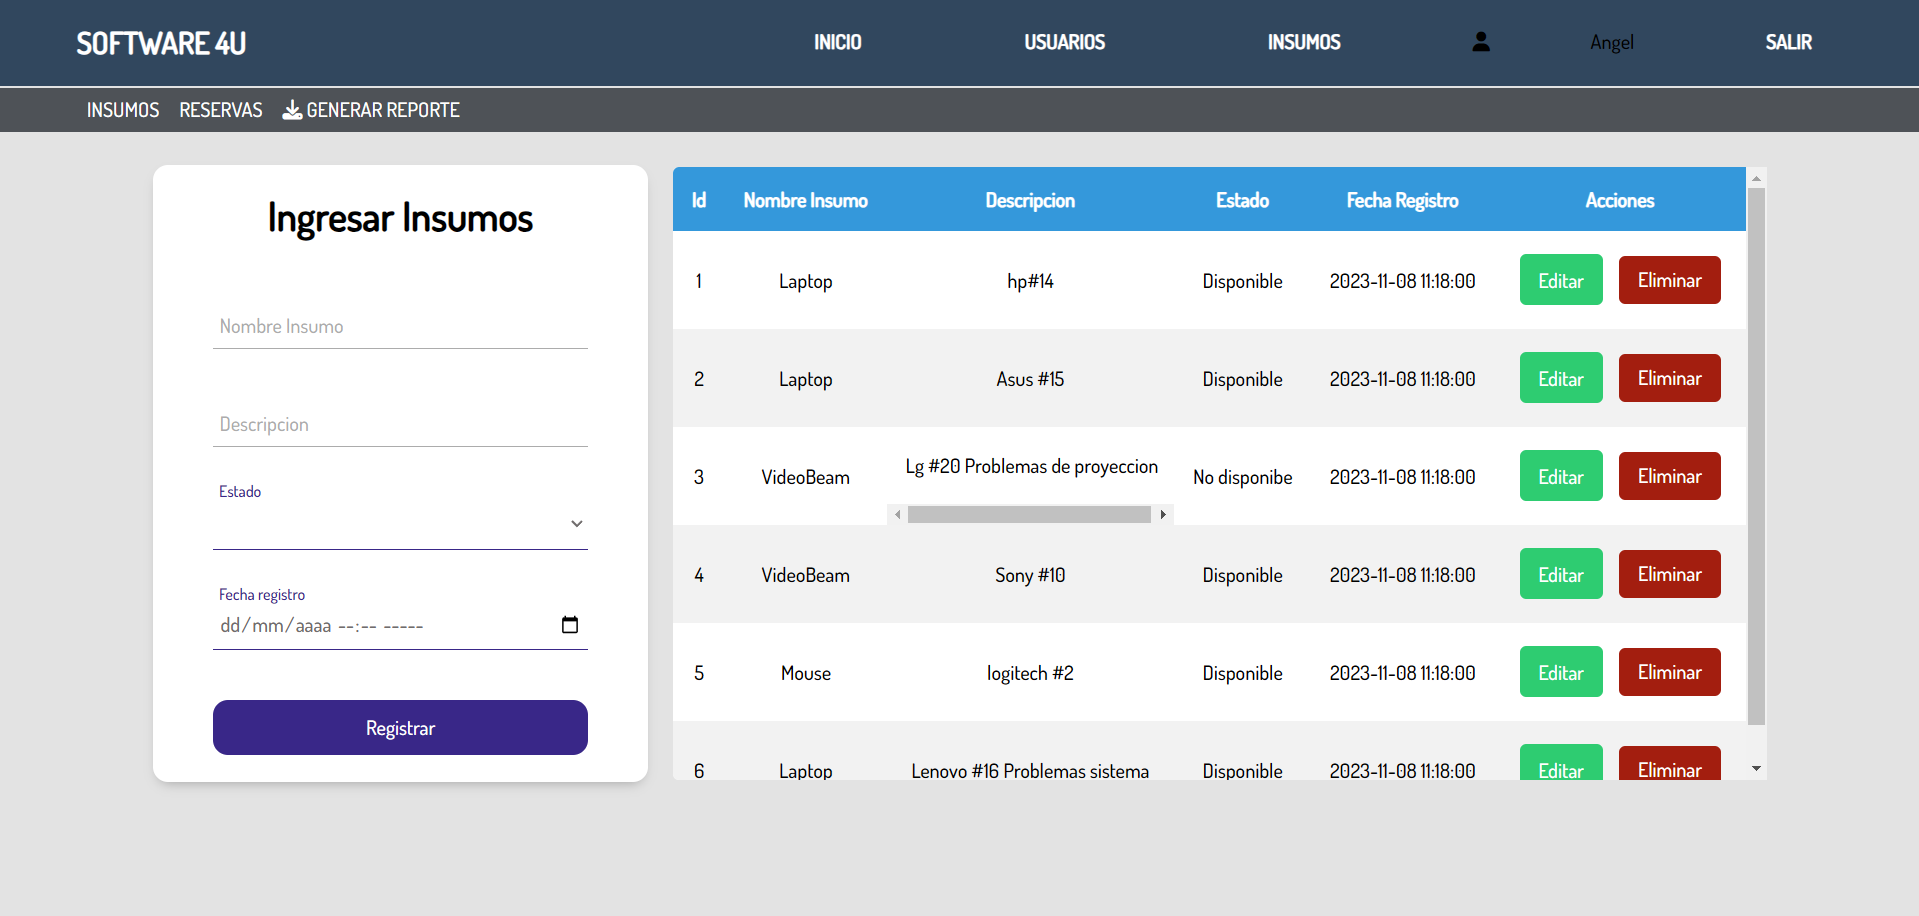 SOFTWARE 4U INICIO USUARIOS INSUMOS Angel SALIR
INSUMOS RESERVAS GENERAR REPORTE
Ingresar Insumos
Nombre Insumo
Descripcion
Estado
Fecha registro
dd/mm/aaaa --:-- -----
Registrar
Id Nombre Insumo Descripcion Estado Fecha Registro Acciones
1 Laptop hp#14 Disponible 2023-11-08 11:18:00 Editar Eliminar
2 Laptop Asus #15 Disponible 2023-11-08 11:18:00 Editar Eliminar
3 VideoBeam Lg #20 Problemas de proyeccion No disponibe 2023-11-08 11:18:00 Editar Eliminar
4 VideoBeam Sony #10 Disponible 2023-11-08 11:18:00 Editar Eliminar
5 Mouse logitech #2 Disponible 2023-11-08 11:18:00 Editar Eliminar
6 Laptop Lenovo #16 Problemas sistema Disponible 2023-11-08 11:18:00 Editar Eliminar